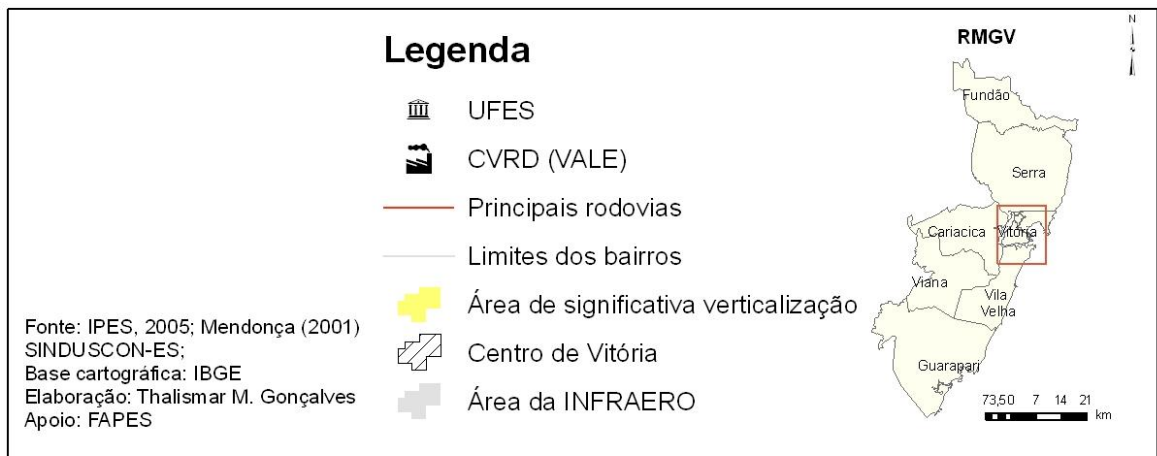 Legenda
UFES
CVRD (VALE)
Principais rodovias
Limites dos bairros
Área de significativa verticalização
Centro de Vitória
Área da INFRAERO
Fonte: IPES, 2005; Mendonça (2001)
SINDUSCON-ES;
Base cartográfica: IBGE
Elaboração: Thalismar M. Gonçalves
Apoio: FAPES
N
RMGV
Fundão
Serra
Cariacica
Vitória
Viana
Vila
Velha
Guarapari
73,50 7 14 21
km